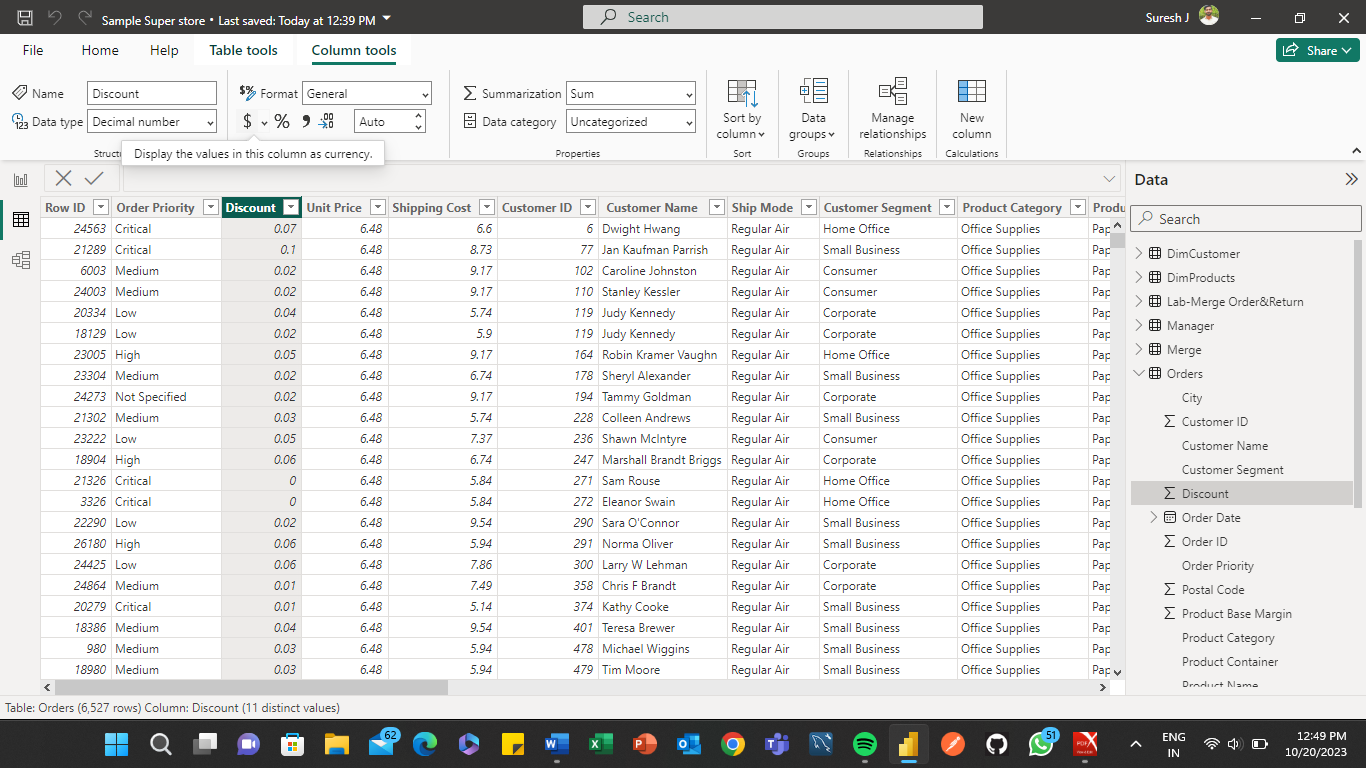 Sample Super store • Last saved: Today at 12:39 PM
Search
Suresh J
File Home Help Table tools Column tools
Share
Name Discount
$% Format General
Summarization Sum
Data type Decimal number
$ % Auto
Data category Uncategorized
Sort by column
Data groups
Manage relationships
New column
Struct
Properties
Sort
Groups
Relationships
Calculations
Display the values in this column as currency.
Row ID Order Priority Discount Unit Price Shipping Cost Customer ID Customer Name Ship Mode Customer Segment Product Category Produ
24563 Critical 0.07 6.48 6.6 6 Dwight Hwang Regular Air Home Office Office Supplies Pap
21289 Critical 0.1 6.48 8.73 77 Jan Kaufman Parrish Regular Air Small Business Office Supplies Pap
6003 Medium 0.02 6.48 9.17 102 Caroline Johnston Regular Air Consumer Office Supplies Pap
24003 Medium 0.02 6.48 9.17 110 Stanley Kessler Regular Air Consumer Office Supplies Pap
20334 Low 0.04 6.48 5.74 119 Judy Kennedy Regular Air Corporate Office Supplies Pap
18129 Low 0.02 6.48 5.9 119 Judy Kennedy Regular Air Corporate Office Supplies Pap
23005 High 0.05 6.48 9.17 164 Robin Kramer Vaughn Regular Air Home Office Office Supplies Pap
23304 Medium 0.02 6.48 6.74 178 Sheryl Alexander Regular Air Small Business Office Supplies Pap
24273 Not Specified 0.02 6.48 9.17 194 Tammy Goldman Regular Air Corporate Office Supplies Pap
21302 Medium 0.03 6.48 5.74 228 Colleen Andrews Regular Air Small Business Office Supplies Pap
23222 Low 0.05 6.48 7.37 236 Shawn McIntyre Regular Air Consumer Office Supplies Pap
18904 High 0.06 6.48 6.74 247 Marshall Brandt Briggs Regular Air Corporate Office Supplies Pap
21326 Critical 0 6.48 5.84 271 Sam Rouse Regular Air Home Office Office Supplies Pap
3326 Critical 0 6.48 5.84 272 Eleanor Swain Regular Air Home Office Office Supplies Pap
22290 Low 0.02 6.48 9.54 290 Sara O'Connor Regular Air Small Business Office Supplies Pap
26180 High 0.06 6.48 5.94 291 Norma Oliver Regular Air Small Business Office Supplies Pap
24425 Low 0.06 6.48 7.86 300 Larry W Lehman Regular Air Corporate Office Supplies Pap
24864 Medium 0.01 6.48 7.49 358 Chris F Brandt Regular Air Corporate Office Supplies Pap
20279 Critical 0.01 6.48 5.14 374 Kathy Cooke Regular Air Small Business Office Supplies Pap
18386 Medium 0.04 6.48 9.54 401 Teresa Brewer Regular Air Small Business Office Supplies Pap
980 Medium 0.03 6.48 5.94 478 Michael Wiggins Regular Air Small Business Office Supplies Pap
18980 Medium 0.03 6.48 5.94 479 Tim Moore Regular Air Small Business Office Supplies Pap
Data
Search
DimCustomer
DimProducts
Lab-Merge Order&Return
Manager
Merge
Orders
City
Customer ID
Customer Name
Customer Segment
Discount
Order Date
Order ID
Order Priority
Postal Code
Product Base Margin
Product Category
Product Container
Product Name
Table: Orders (6,527 rows) Column: Discount (11 distinct values)
62
51
ENG
IN
12:49 PM
10/20/2023